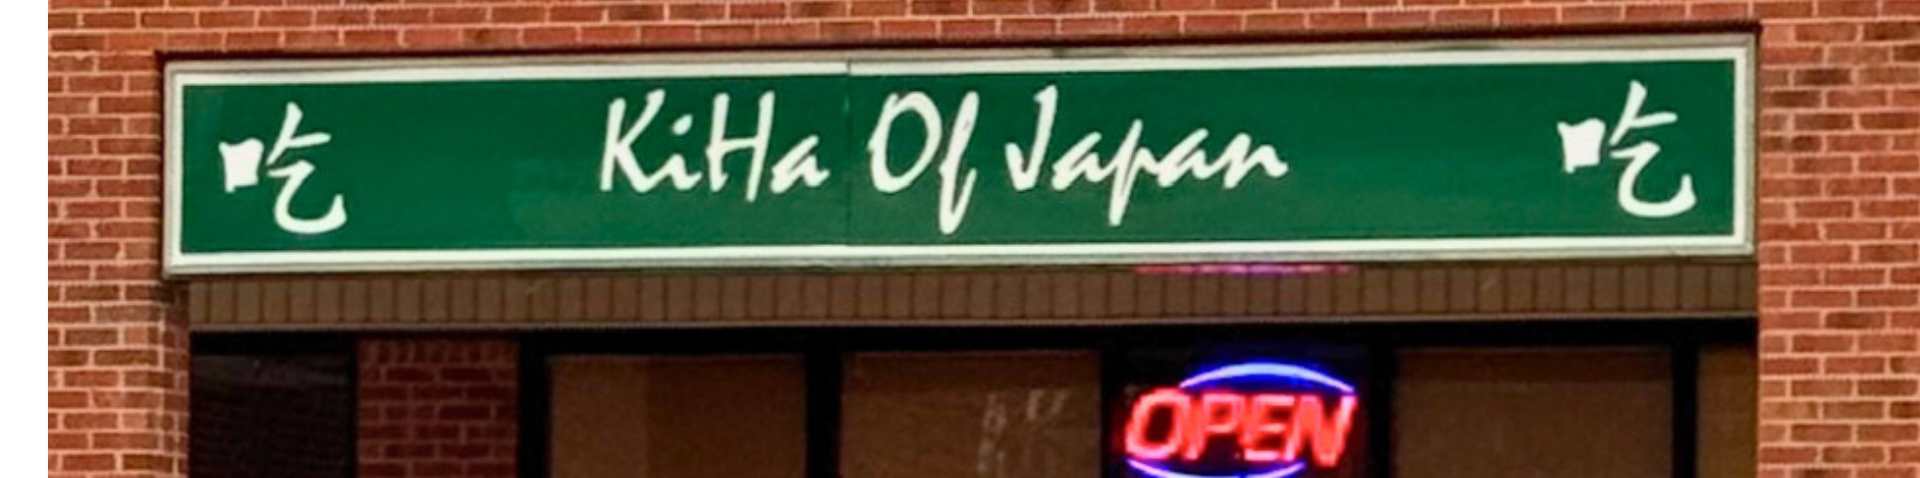 吃 KiHa Of Japan 吃
OPEN